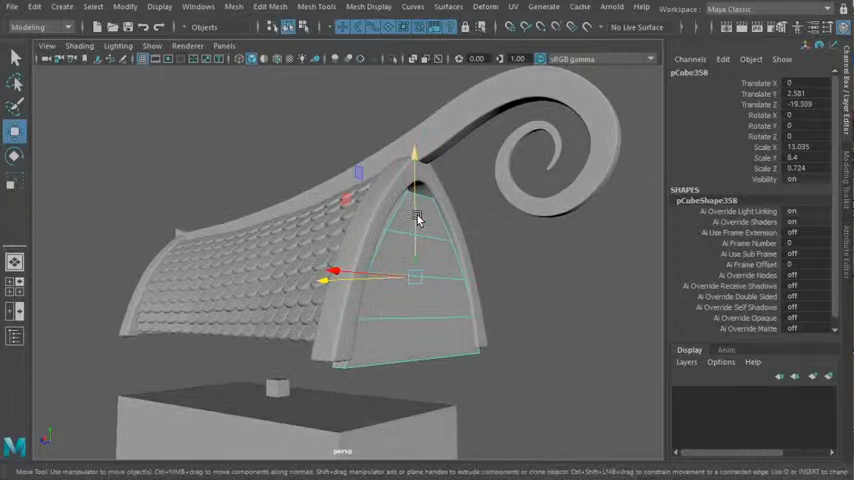 File Edit Create Select Modify Display Windows Mesh Edit Mesh Mesh Tools Mesh Display Curves Surfaces Deform UV Generate Cache Arnold Help Workspace : Maya Classic
Modeling Objects No Live Surface
View Shading Lighting Show Renderer Panels
0.00 1.00 sRGB gamma
Channels Edit Object Show
pCube358
Translate X 0
Translate Y 2.581
Translate Z -19.309
Rotate X 0
Rotate Y 0
Rotate Z 0
Scale X 13.035
Scale Y 8.4
Scale Z 0.724
Visibility on
SHAPES
pCubeShape358
Ai Override Light Linking on
Ai Override Shaders on
Ai Use Frame Extension off
Ai Frame Number 0
Ai Use Sub Frame off
Ai Frame Offset 0
Ai Override Nodes off
Ai Override Receive Shadows off
Ai Override Double Sided off
Ai Override Self Shadows off
Ai Override Opaque off
Ai Override Matte off
Display Anim
Layers Options Help
Channel Box / Layer Editor
Modeling Toolkit
Attribute Editor
persp
Move Tool: Use manipulator to move object(s). Ctrl+MMB+drag to move components along normals. Shift+drag manipulator axis or plane handles to extrude components or clone objects. Ctrl+Shift+LMB+drag to constrain movement to a connected edge. Use D or INSERT to chan